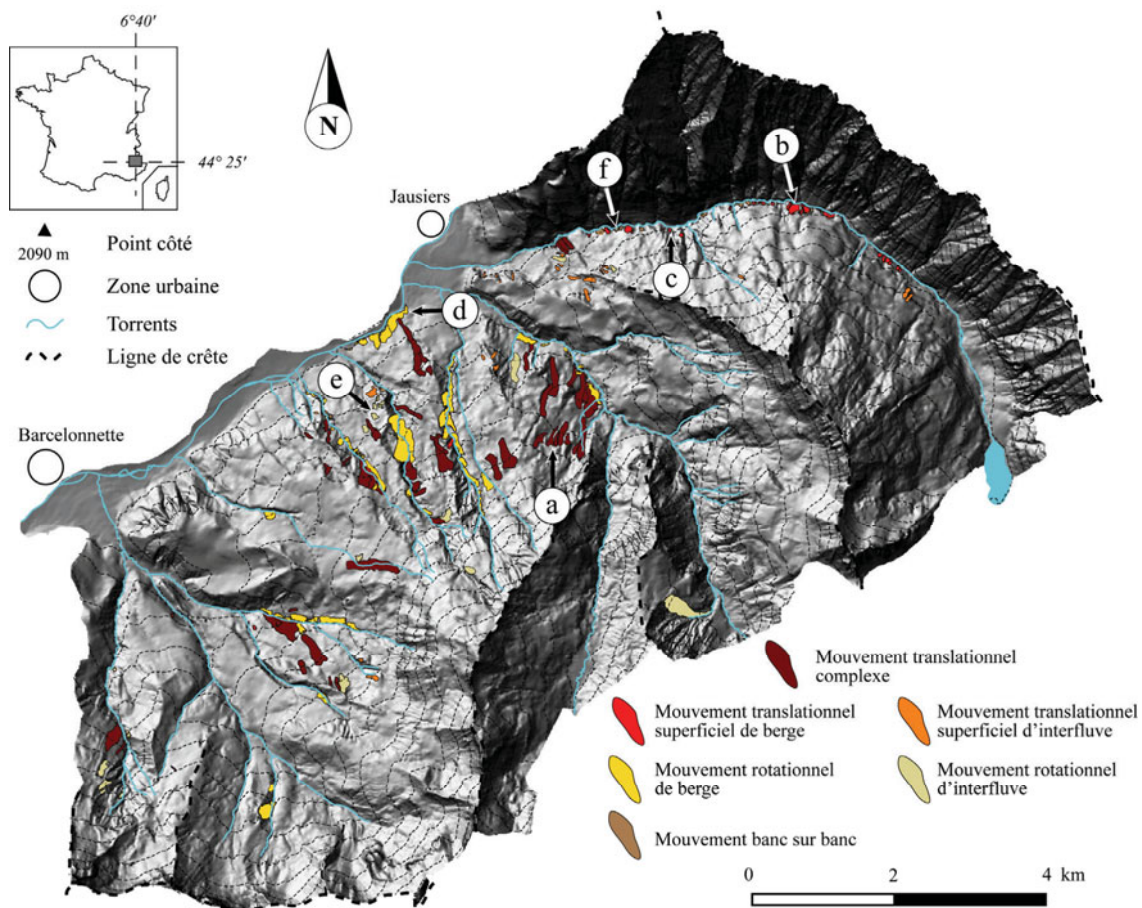 6°40'
44° 25'
N
2090 m
Point côté
Zone urbaine
Torrents
Ligne de crête
Jausiers
Barcelonnette
f
b
c
d
e
a
Mouvement translationnel
complexe
Mouvement translationnel
superficiel de berge
Mouvement translationnel
superficiel d'interfluve
Mouvement rotationnel
de berge
Mouvement rotationnel
d'interfluve
Mouvement banc sur banc
0 2 4 km